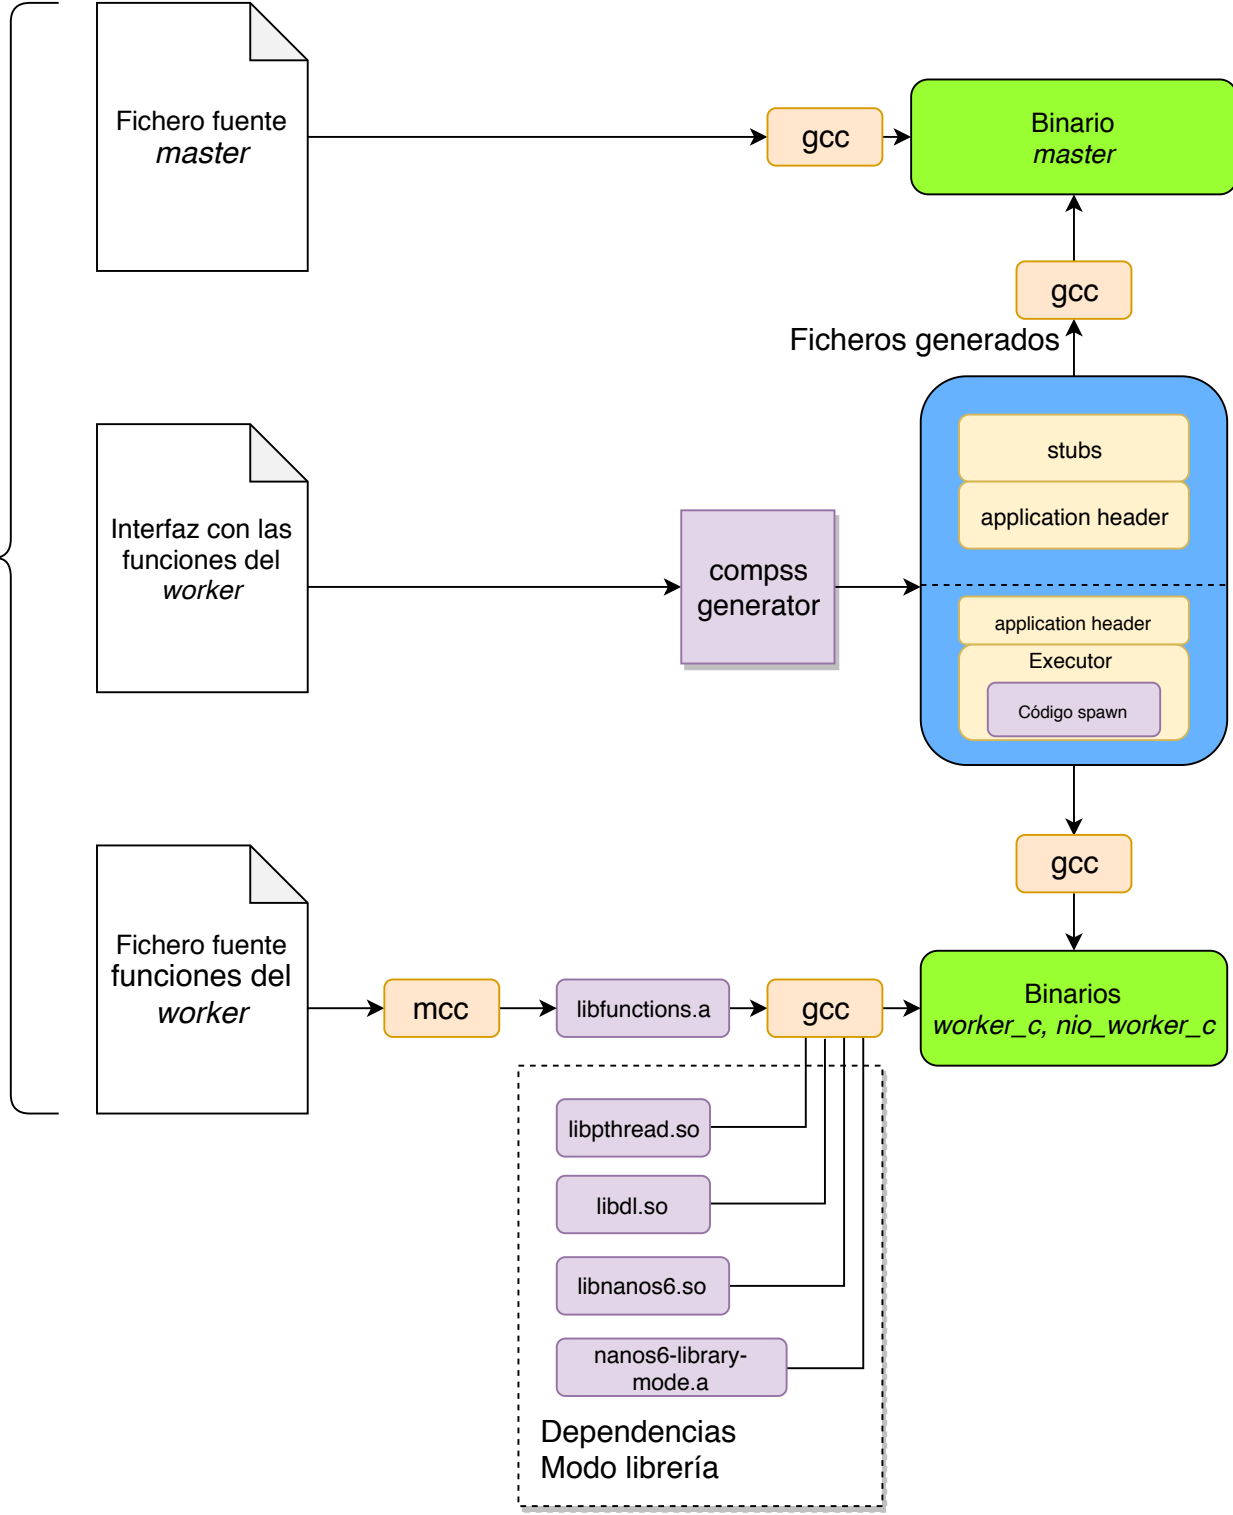 Fichero fuente
master
gcc
Binario
master
gcc
Ficheros generados
stubs
application header
Interfaz con las
funciones del
worker
compss
generator
application header
Executor
Código spawn
gcc
Fichero fuente
funciones del
worker
mcc
libfunctions.a
gcc
Binarios
worker_c, nio_worker_c
libpthread.so
libdl.so
libnanos6.so
nanos6-library-
mode.a
Dependencias
Modo librería